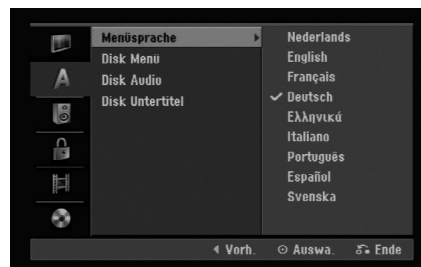 Menüsprache
Disk Menü
Disk Audio
Disk Untertitel
Nederlands
English
Français
Deutsch
Ελληνικά
Italiano
Português
Español
Svenska
Vorh. Auswa. Ende